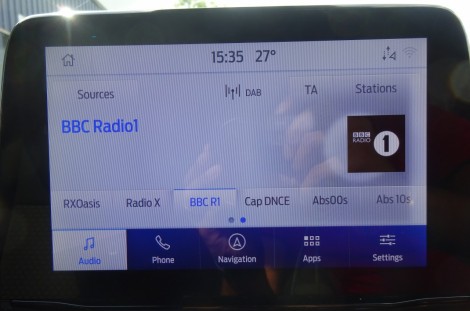 15:35 27°
Sources DAB TA Stations
BBC Radio1
BBC
RADIO 1
RXOasis Radio X BBC R1 Cap DNCE Abs00s Abs 10s
Audio Phone Navigation Apps Settings